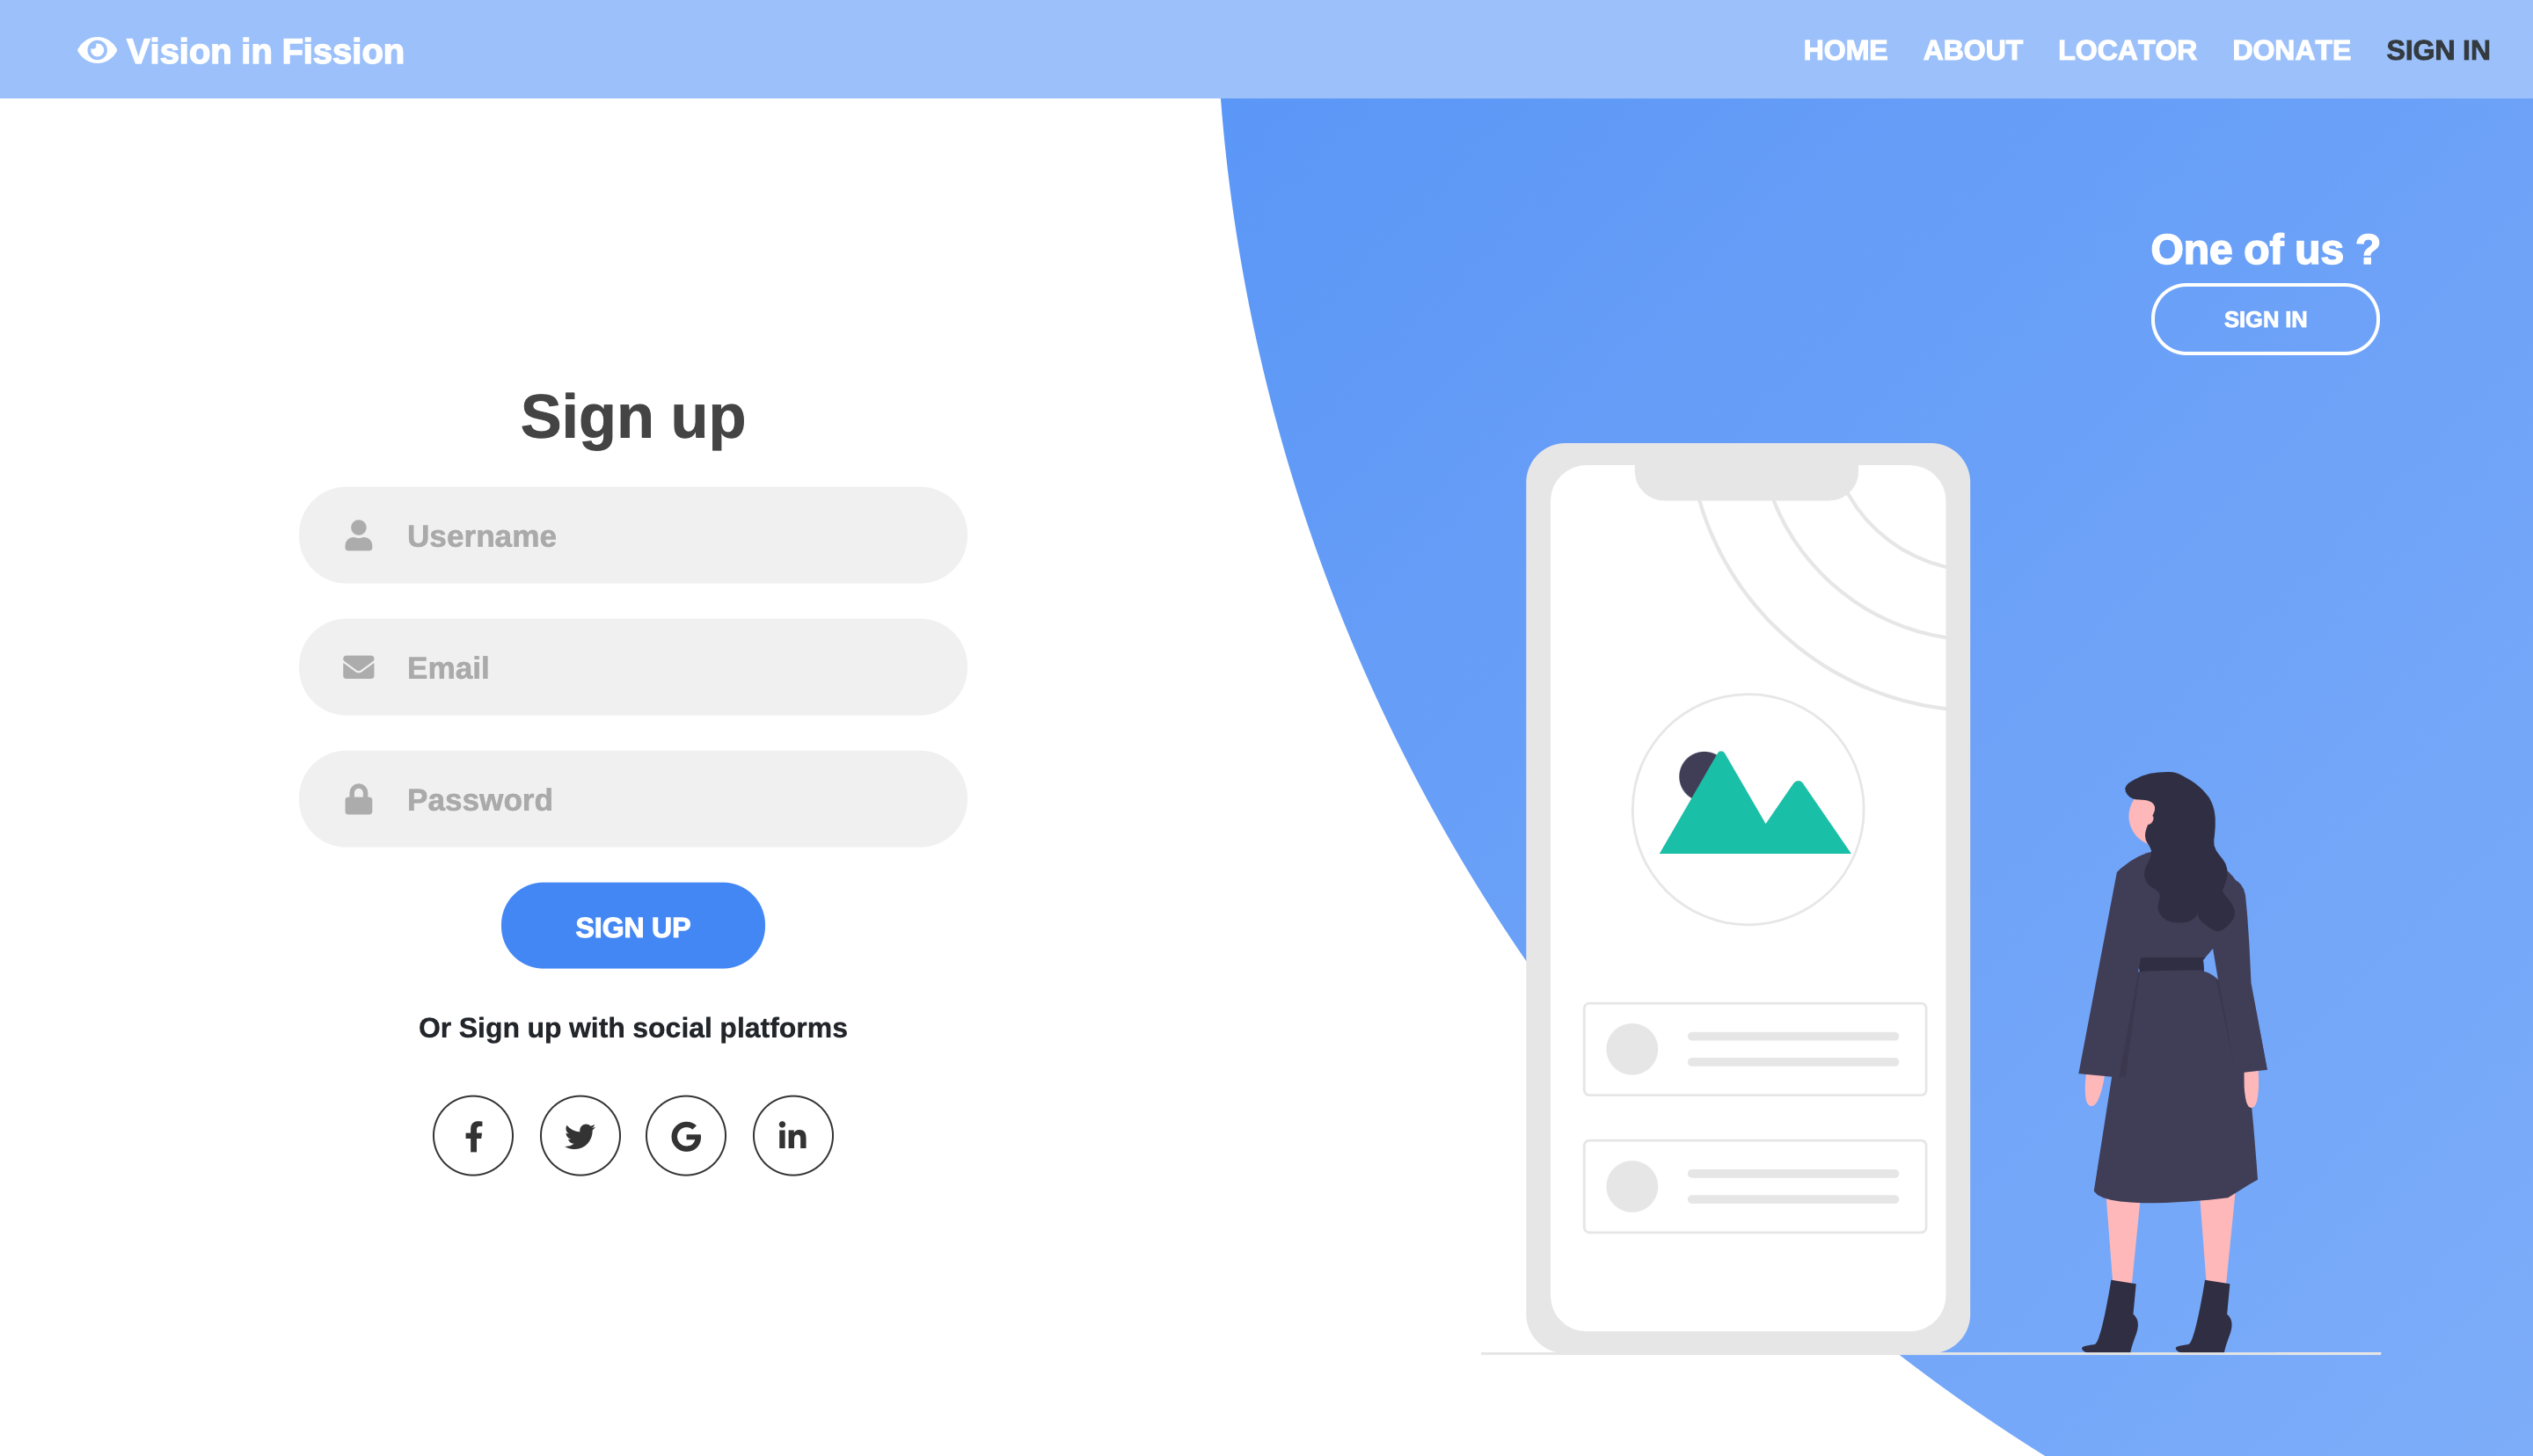 Vision in Fission
HOME ABOUT LOCATOR DONATE SIGN IN
One of us ?
SIGN IN
Sign up
Username
Email
Password
SIGN UP
Or Sign up with social platforms